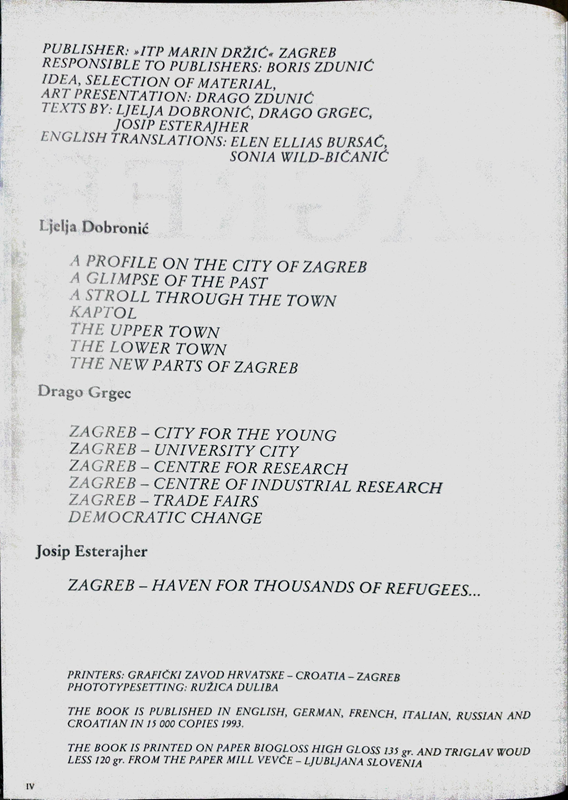 PUBLISHER: »ITP MARIN DRŽIĆ« ZAGREB
RESPONSIBLE TO PUBLISHERS: BORIS ZDUNIĆ
IDEA, SELECTION OF MATERIAL,
ART PRESENTATION: DRAGO ZDUNIĆ
TEXTS BY: LJELJA DOBRONIĆ, DRAGO GRGEC,
JOSIP ESTERAJHER
ENGLISH TRANSLATIONS: ELEN ELLIAS BURSAČ,
SONIA WILD-BIĆANIĆ
Ljelja Dobronić
A PROFILE ON THE CITY OF ZAGREB
A GLIMPSE OF THE PAST
A STROLL THROUGH THE TOWN
KAPTOL
THE UPPER TOWN
THE LOWER TOWN
THE NEW PARTS OF ZAGREB
Drago Grgec
ZAGREB – CITY FOR THE YOUNG
ZAGREB – UNIVERSITY CITY
ZAGREB – CENTRE FOR RESEARCH
ZAGREB – CENTRE OF INDUSTRIAL RESEARCH
ZAGREB – TRADE FAIRS
DEMOCRATIC CHANGE
Josip Esterajher
ZAGREB – HAVEN FOR THOUSANDS OF REFUGEES...
PRINTERS: GRAFIČKI ZAVOD HRVATSKE – CROATIA – ZAGREB
PHOTOTYPESETTING: RUŽICA DULIBA
THE BOOK IS PUBLISHED IN ENGLISH, GERMAN, FRENCH, ITALIAN, RUSSIAN AND
CROATIAN IN 15 000 COPIES 1993.
THE BOOK IS PRINTED ON PAPER BIOGLOSS HIGH GLOSS 135 gr. AND TRIGLAV WOUD
LESS 120 gr. FROM THE PAPER MILL VEVČE – LJUBLJANA SLOVENIA
IV